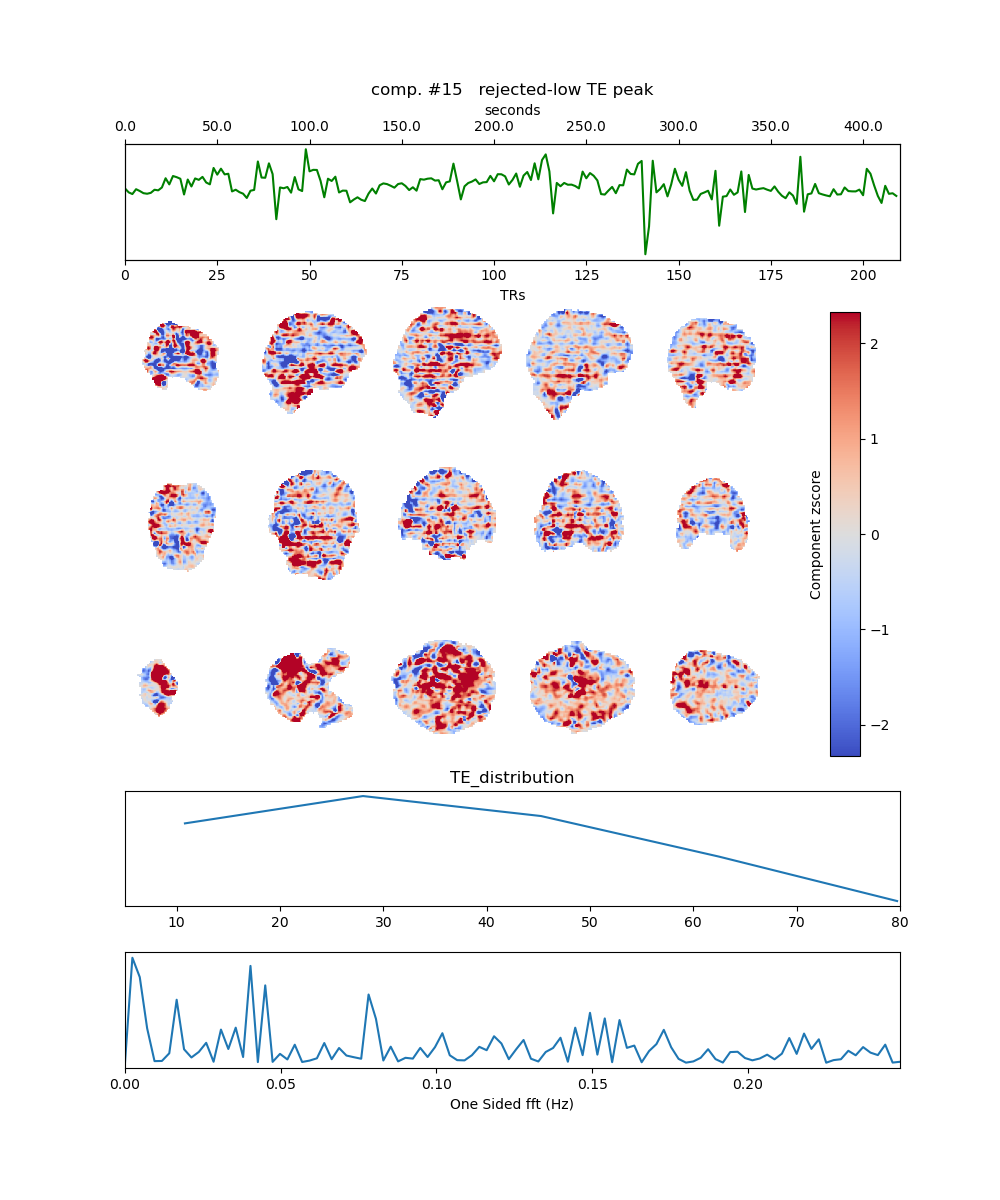 comp. #15   rejected-low TE peak
seconds
0.0 50.0 100.0 150.0 200.0 250.0 300.0 350.0 400.0
0 25 50 75 100 125 150 175 200
TRs
2
1
0
−1
−2
Component zscore
TE_distribution
10 20 30 40 50 60 70 80
0.00 0.05 0.10 0.15 0.20
One Sided fft (Hz)